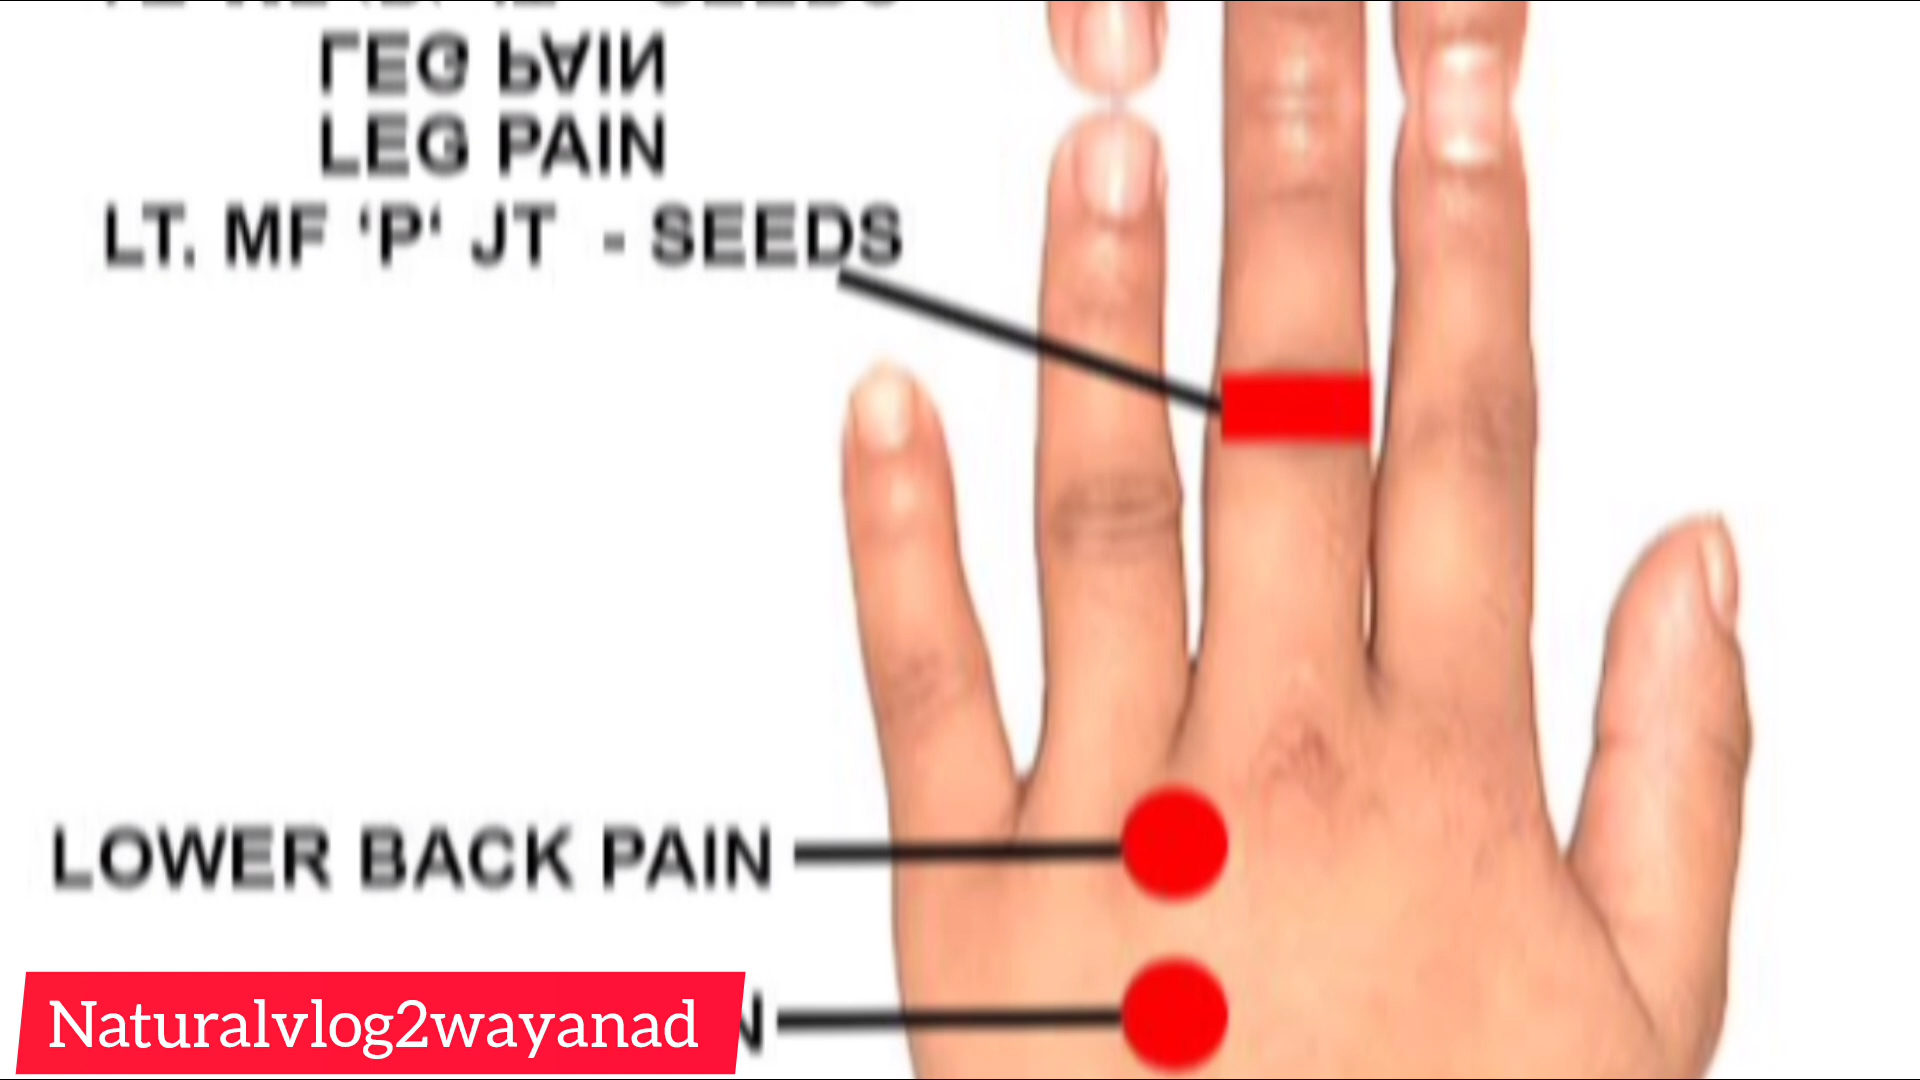 LEG PAIN
LEG PAIN
LT. MF ‘P‘ JT - SEEDS
LOWER BACK PAIN
Naturalvlog2wayanad